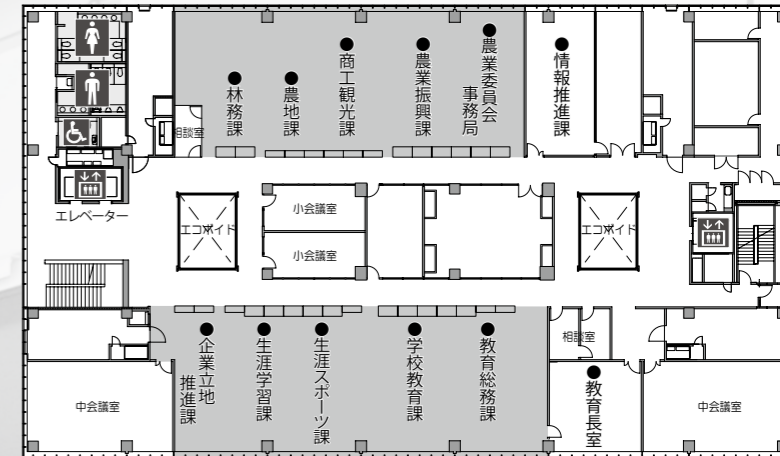 林務課
農地課
商工観光課
農業振興課
農業委員会
事務局
情報推進課
相談室
エレベーター
エコボイド
小会議室
小会議室
エコボイド
企業立地
推進課
生涯学習課
生涯スポーツ課
学校教育課
教育総務課
相談室
教育長室
中会議室
中会議室